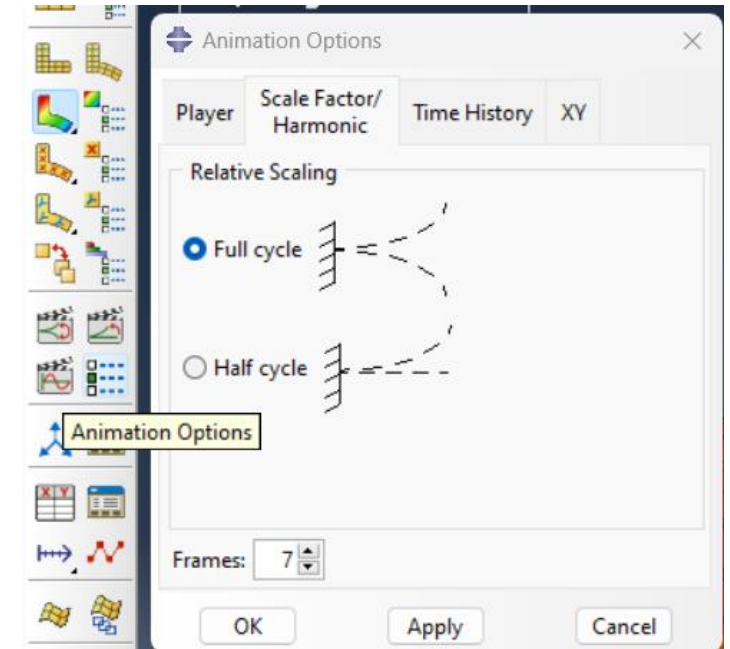 Animation Options
Player
Scale Factor/
Harmonic
Time History
XY
Relative Scaling
Full cycle
Half cycle
Animation Options
X Y
Frames: 7
OK
Apply
Cancel